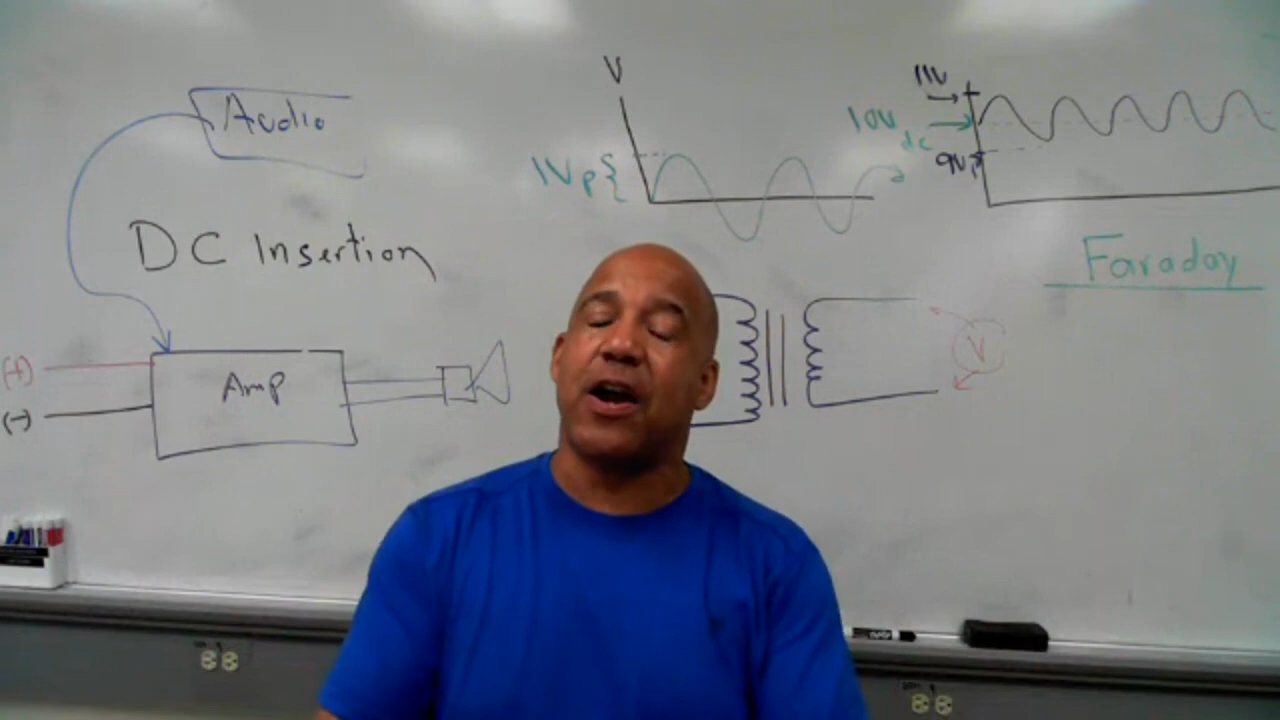 Audio
DC Insertion
(+)
(-)
Amp
V
1Vp
11V
10V
dc
9V
Faraday
V